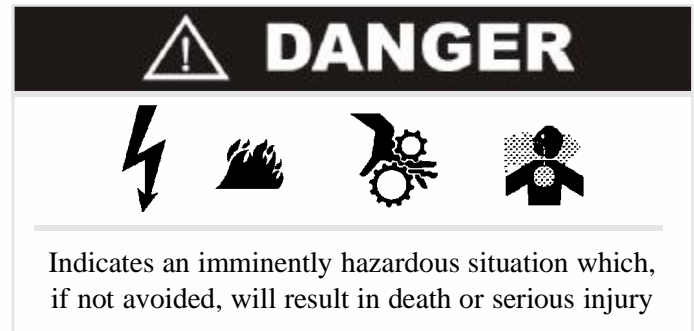 DANGER
Indicates an imminently hazardous situation which,
if not avoided, will result in death or serious injury